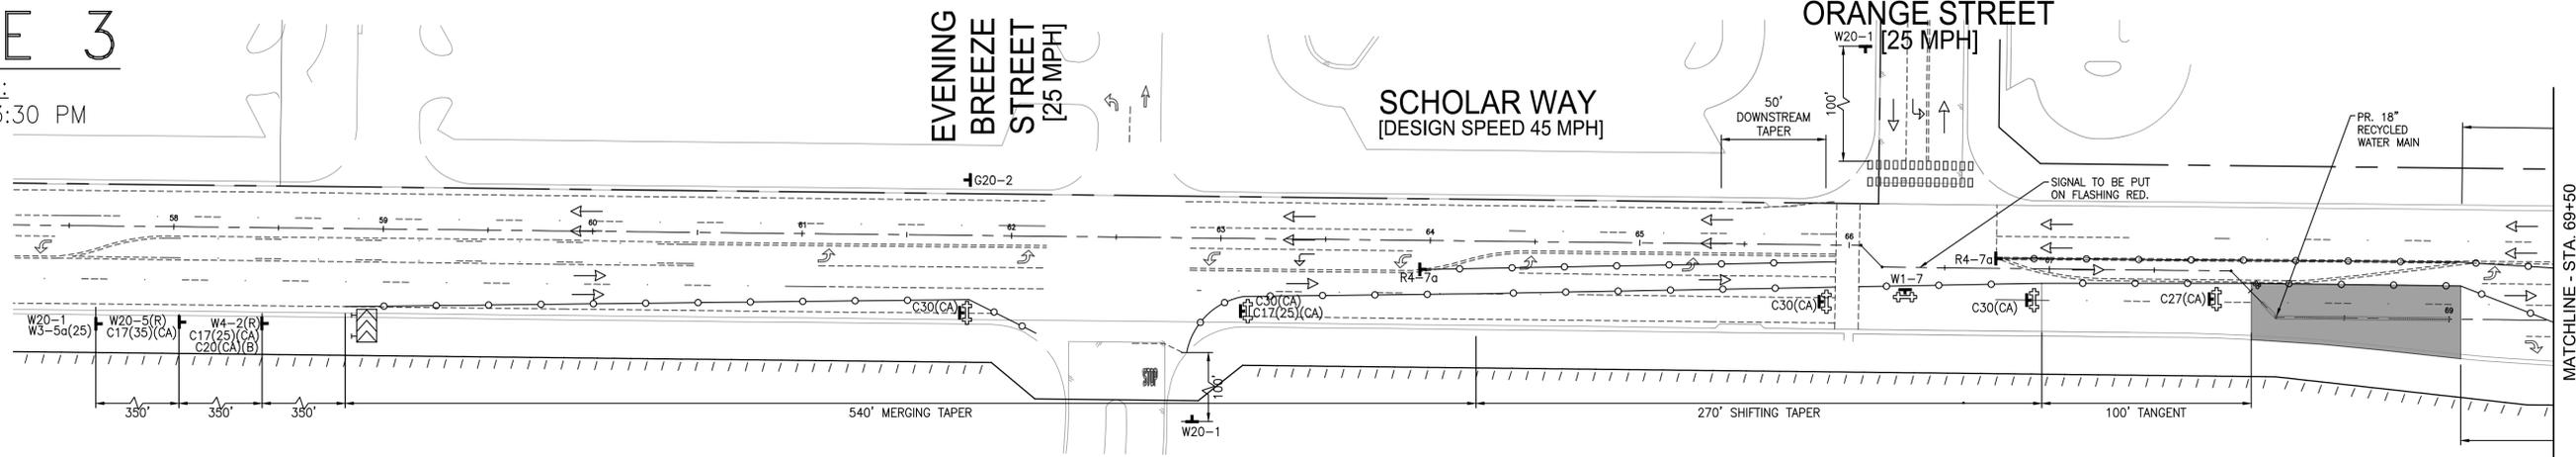 E 3
:
:30 PM
EVENING
BREEZE
STREET
[25 MPH]
SCHOLAR WAY
[DESIGN SPEED 45 MPH]
ORANGE STREET
[25 MPH]
W20-1
100'
50'
DOWNSTREAM
TAPER
PR. 18"
RECYCLED
WATER MAIN
SIGNAL TO BE PUT
ON FLASHING RED.
G20-2
58
59
60
61
62
63
64
65
66
67
69
R4-7a
R4-7a
W1-7
C30(CA)
C30(CA)
C17(25)(CA)
C30(CA)
C30(CA)
C27(CA)
W20-1
W3-5a(25)
W20-5(R)
C17(35)(CA)
W4-2(R)
C17(25)(CA)
C20(CA)(B)
STOP
100'
W20-1
350'
350'
350'
540' MERGING TAPER
270' SHIFTING TAPER
100' TANGENT
MATCHLINE - STA. 69+50